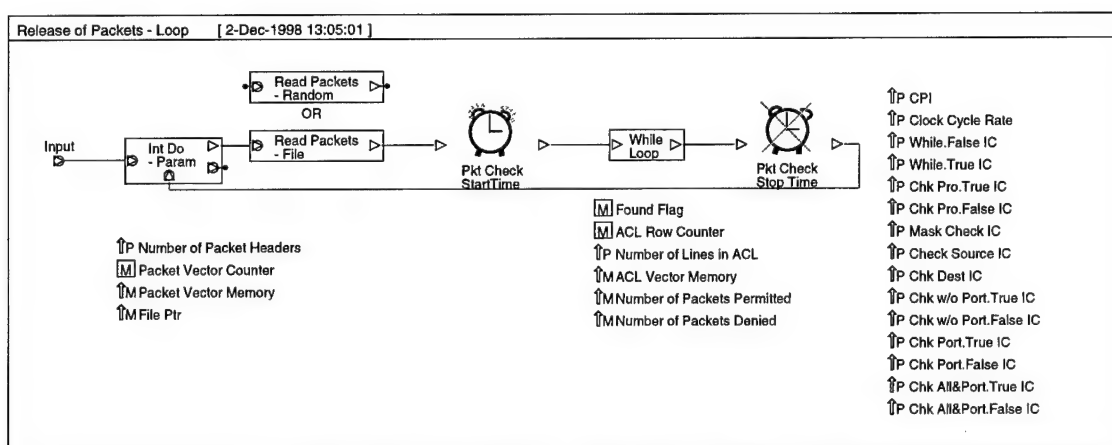 Release of Packets - Loop [ 2-Dec-1998 13:05:01 ]
Read Packets
- Random
OR
Input
Int Do
- Param
Read Packets
- File
Pkt Check
StartTime
While
Loop
Pkt Check
Stop Time
⇑P Number of Packet Headers
M Packet Vector Counter
⇑M Packet Vector Memory
⇑M File Ptr
M Found Flag
M ACL Row Counter
⇑P Number of Lines in ACL
⇑M ACL Vector Memory
⇑M Number of Packets Permitted
⇑M Number of Packets Denied
⇑P CPI
⇑P Clock Cycle Rate
⇑P While.False IC
⇑P While.True IC
⇑P Chk Pro.True IC
⇑P Chk Pro.False IC
⇑P Mask Check IC
⇑P Check Source IC
⇑P Chk Dest IC
⇑P Chk w/o Port.True IC
⇑P Chk w/o Port.False IC
⇑P Chk Port.True IC
⇑P Chk Port.False IC
⇑P Chk All&Port.True IC
⇑P Chk All&Port.False IC